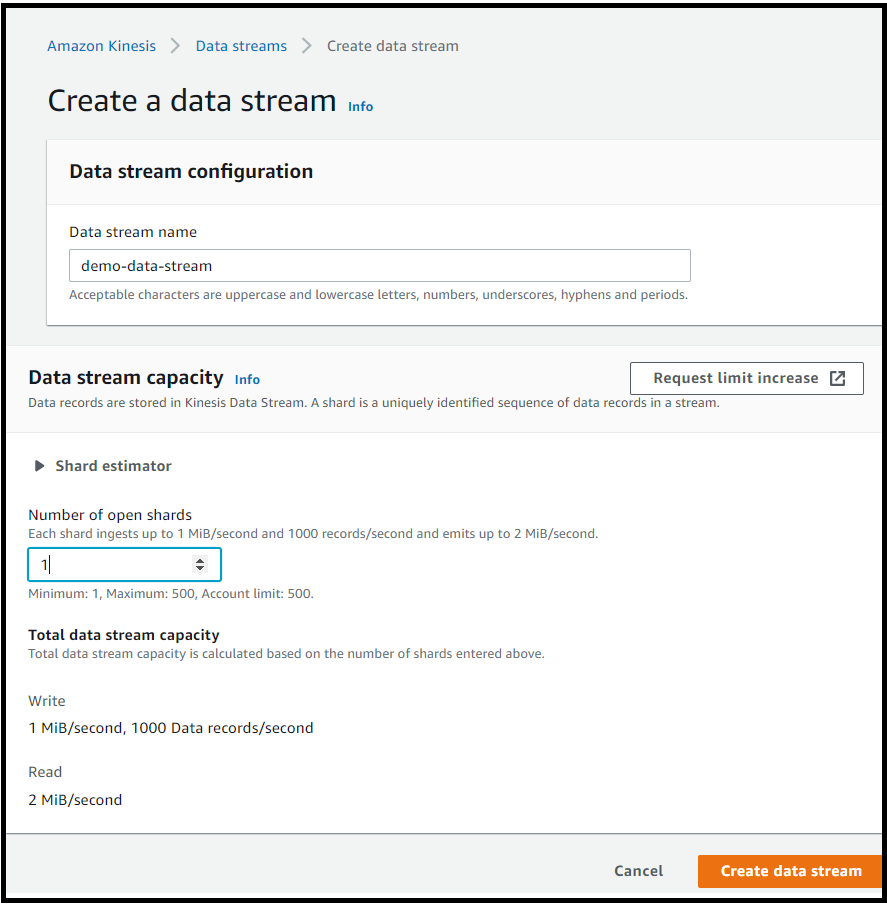 Amazon Kinesis > Data streams > Create data stream
Create a data stream Info
Data stream configuration
Data stream name
demo-data-stream
Acceptable characters are uppercase and lowercase letters, numbers, underscores, hyphens and periods.
Data stream capacity Info
Request limit increase
Data records are stored in Kinesis Data Stream. A shard is a uniquely identified sequence of data records in a stream.
Shard estimator
Number of open shards
Each shard ingests up to 1 MiB/second and 1000 records/second and emits up to 2 MiB/second.
1
Minimum: 1, Maximum: 500, Account limit: 500.
Total data stream capacity
Total data stream capacity is calculated based on the number of shards entered above.
Write
1 MiB/second, 1000 Data records/second
Read
2 MiB/second
Cancel
Create data stream